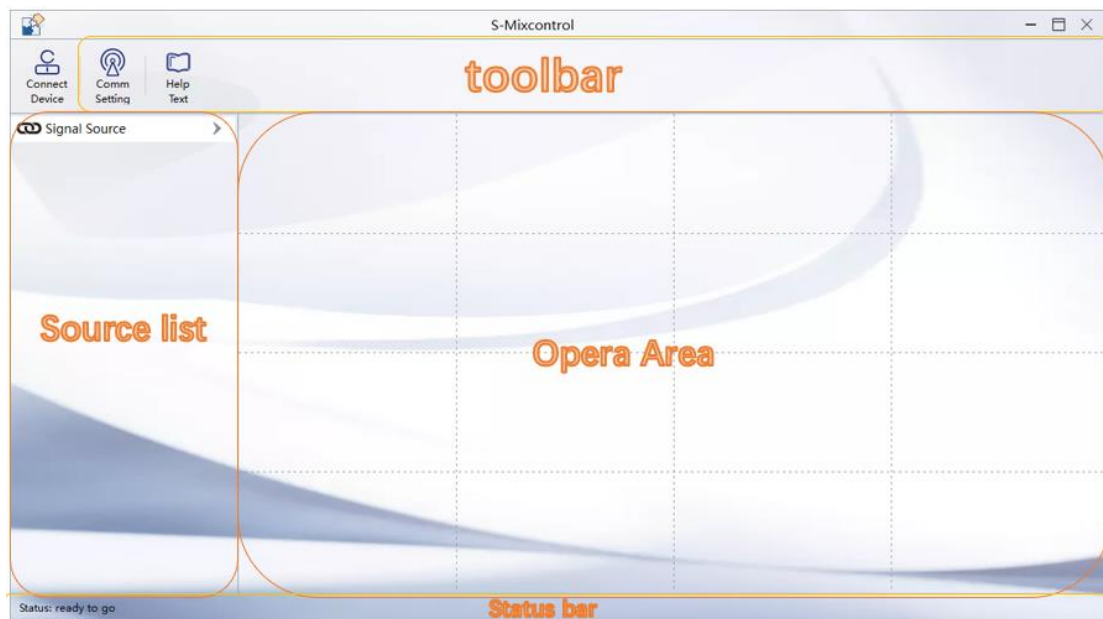 S-Mixcontrol
Connect
Device
Comm
Setting
Help
Text
toolbar
Signal Source
Source list
Opera Area
Status: ready to go
Status bar